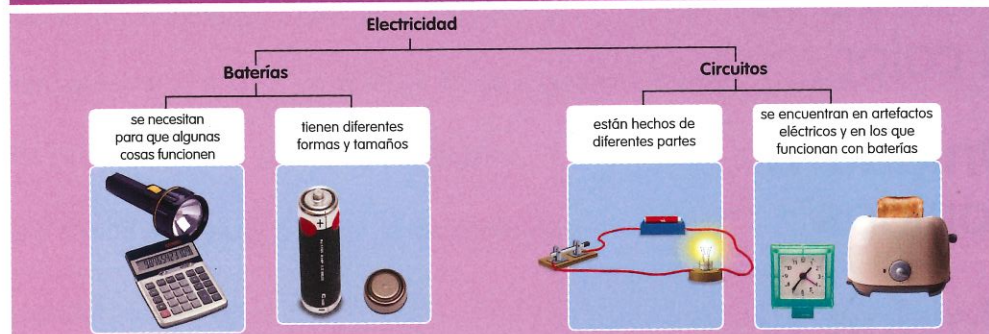 Electricidad
Baterías
Circuitos
se necesitan
para que algunas
cosas funcionen
tienen diferentes
formas y tamaños
están hechos de
diferentes partes
se encuentran en artefactos
eléctricos y en los que
funcionan con baterías
+